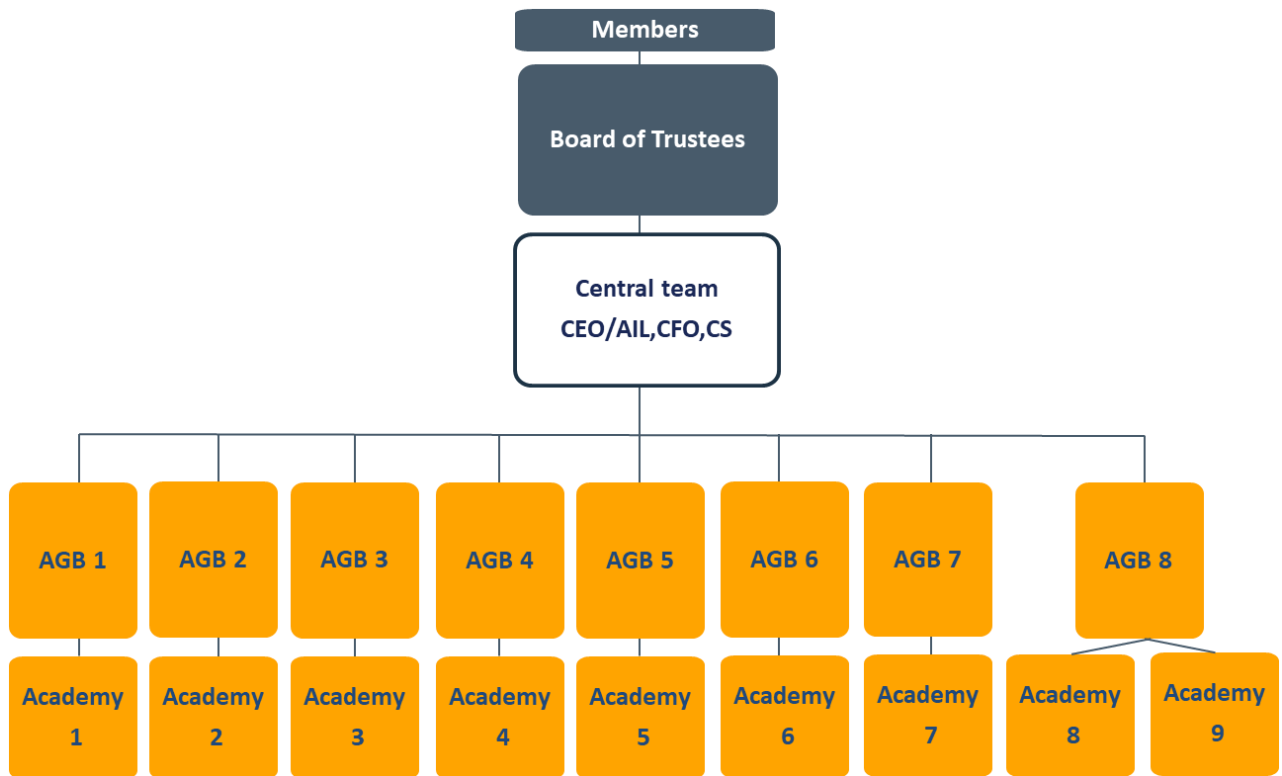 Members
Board of Trustees
Central team
CEO/AIL,CFO,CS
AGB 1
AGB 2
AGB 3
AGB 4
AGB 5
AGB 6
AGB 7
AGB 8
Academy
1
Academy
2
Academy
3
Academy
4
Academy
5
Academy
6
Academy
7
Academy
8
Academy
9